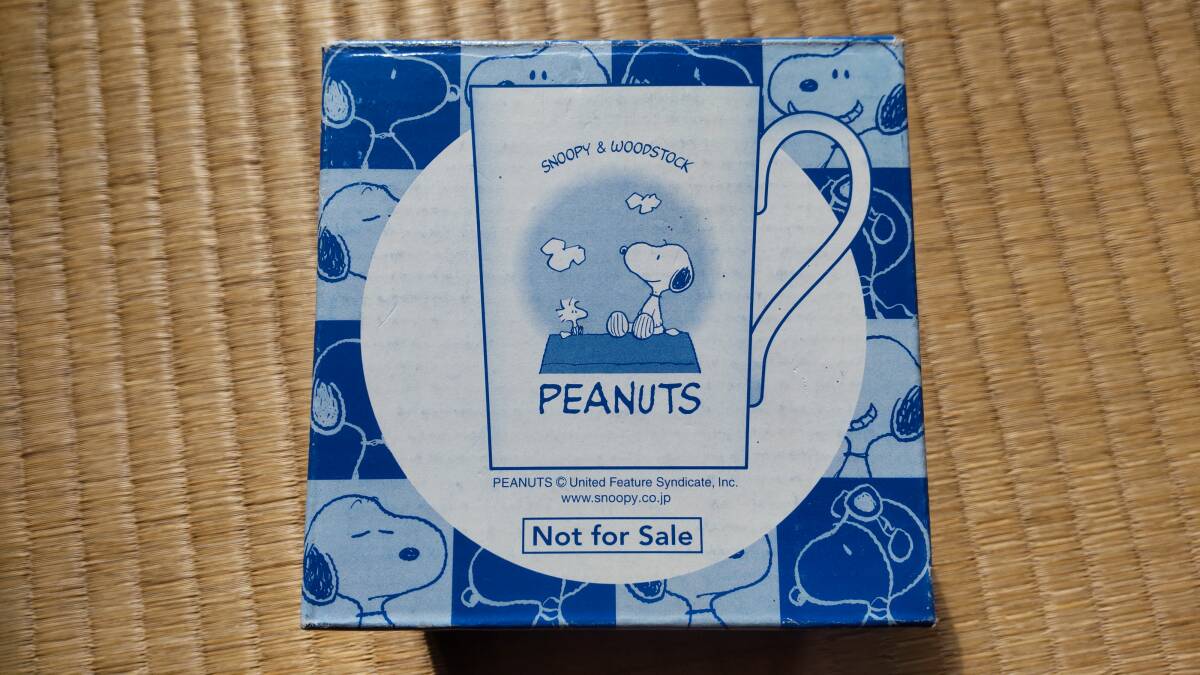 SNOOPY & WOODSTOCK
PEANUTS
PEANUTS © United Feature Syndicate, Inc.
www.snoopy.co.jp
Not for Sale